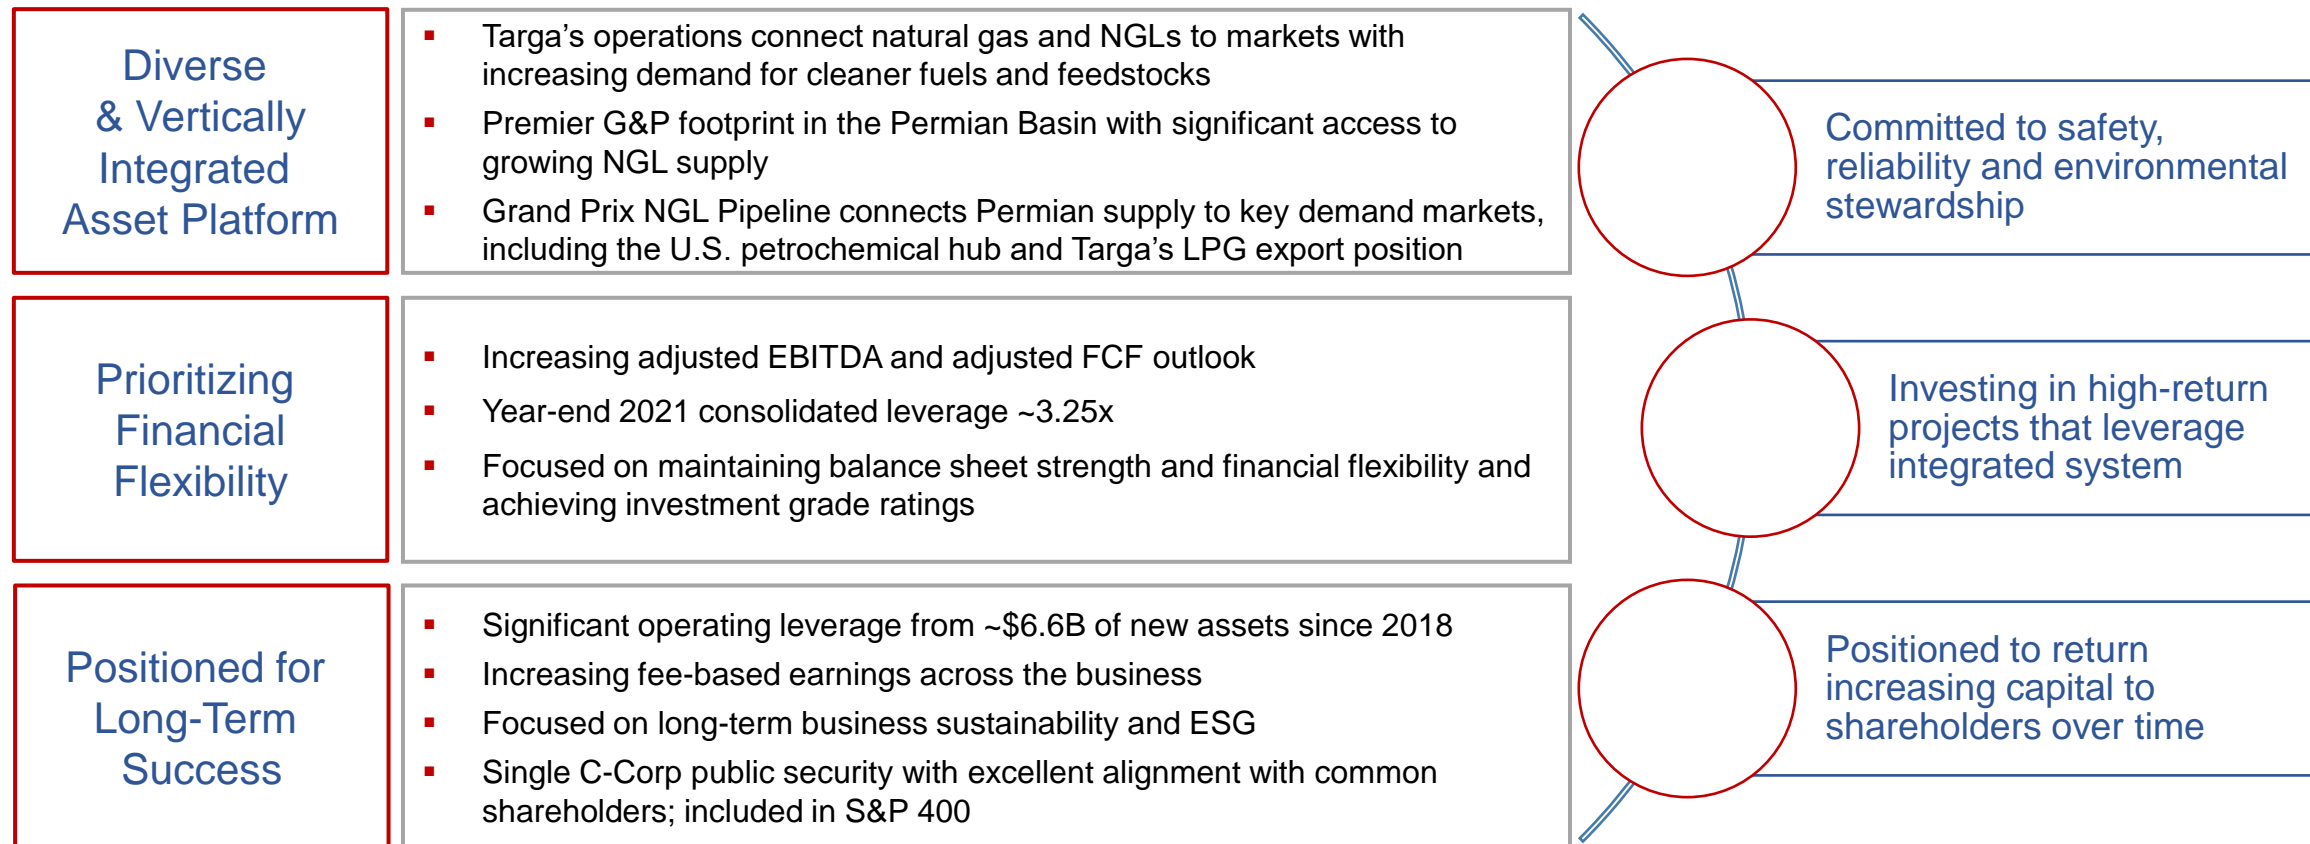 Diverse
& Vertically
Integrated
Asset Platform
▪ Targa’s operations connect natural gas and NGLs to markets with
increasing demand for cleaner fuels and feedstocks
▪ Premier G&P footprint in the Permian Basin with significant access to
growing NGL supply
▪ Grand Prix NGL Pipeline connects Permian supply to key demand markets,
including the U.S. petrochemical hub and Targa’s LPG export position
Prioritizing
Financial
Flexibility
▪ Increasing adjusted EBITDA and adjusted FCF outlook
▪ Year-end 2021 consolidated leverage ~3.25x
▪ Focused on maintaining balance sheet strength and financial flexibility and
achieving investment grade ratings
Positioned for
Long-Term
Success
▪ Significant operating leverage from ~$6.6B of new assets since 2018
▪ Increasing fee-based earnings across the business
▪ Focused on long-term business sustainability and ESG
▪ Single C-Corp public security with excellent alignment with common
shareholders; included in S&P 400
Committed to safety,
reliability and environmental
stewardship
Investing in high-return
projects that leverage
integrated system
Positioned to return
increasing capital to
shareholders over time